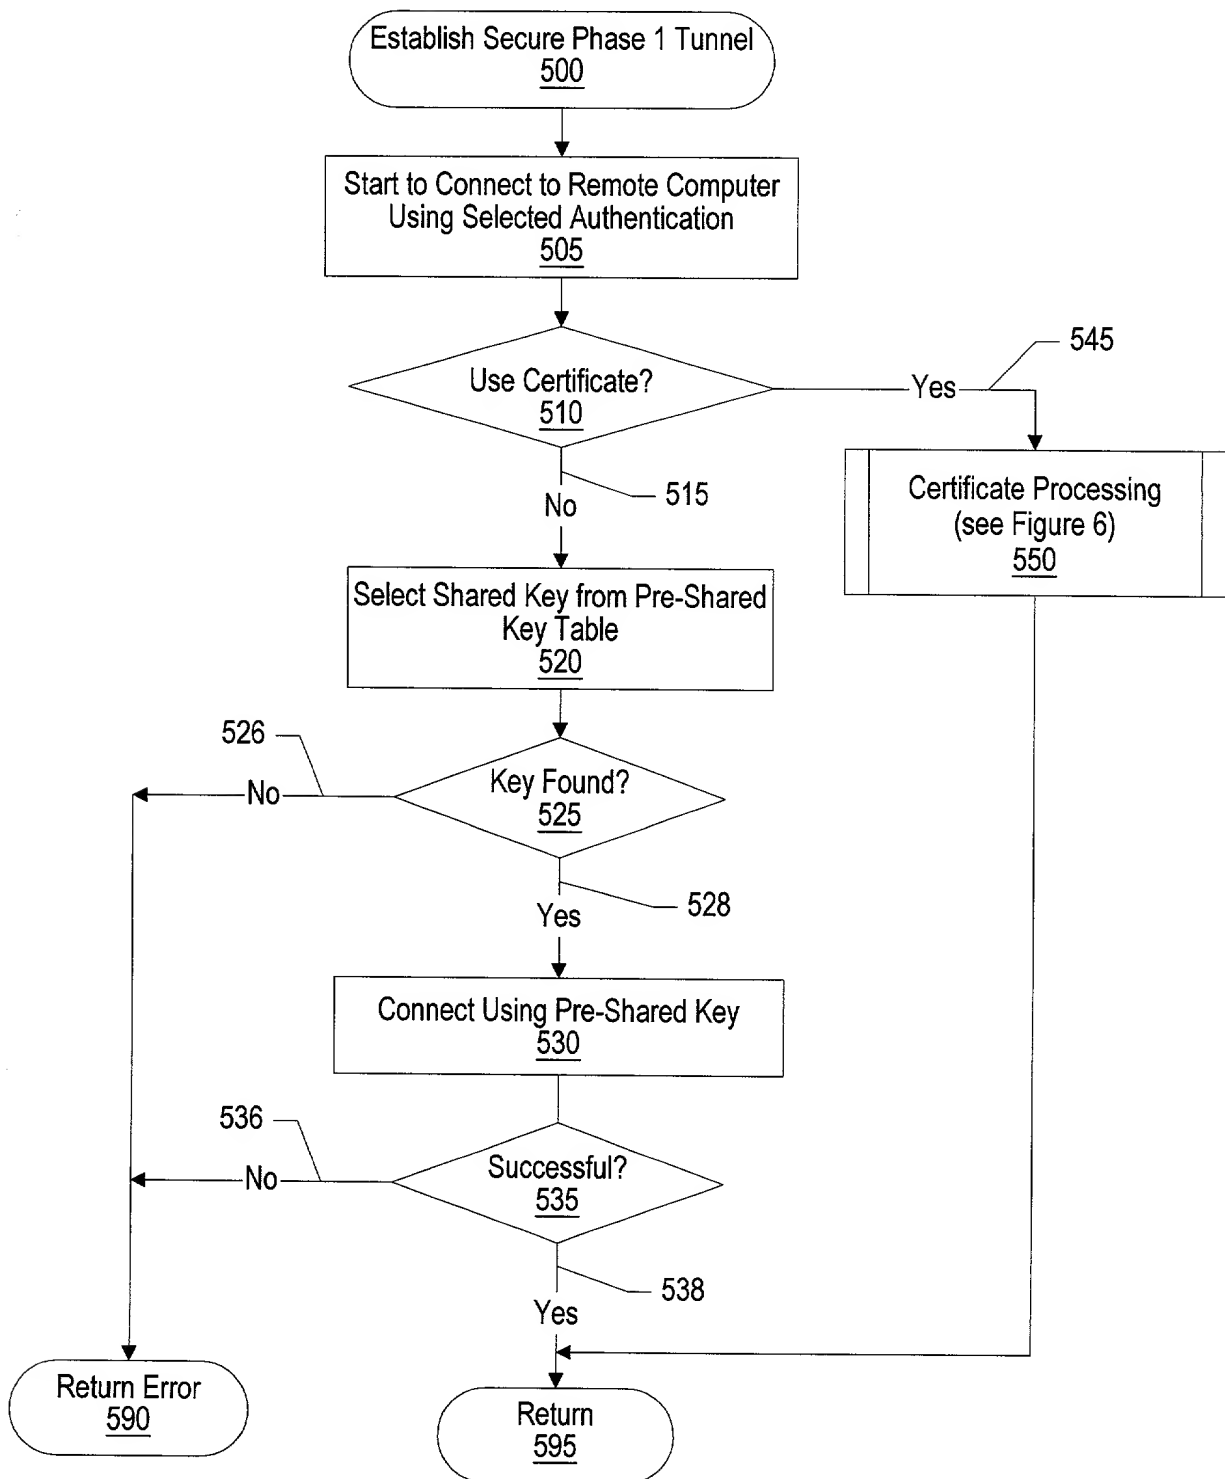 Establish Secure Phase 1 Tunnel
500
Start to Connect to Remote Computer
Using Selected Authentication
505
Use Certificate?
510
Yes
545
515
No
Certificate Processing
(see Figure 6)
550
Select Shared Key from Pre-Shared
Key Table
520
526
No
Key Found?
525
528
Yes
Connect Using Pre-Shared Key
530
536
No
Successful?
535
538
Yes
Return Error
590
Return
595